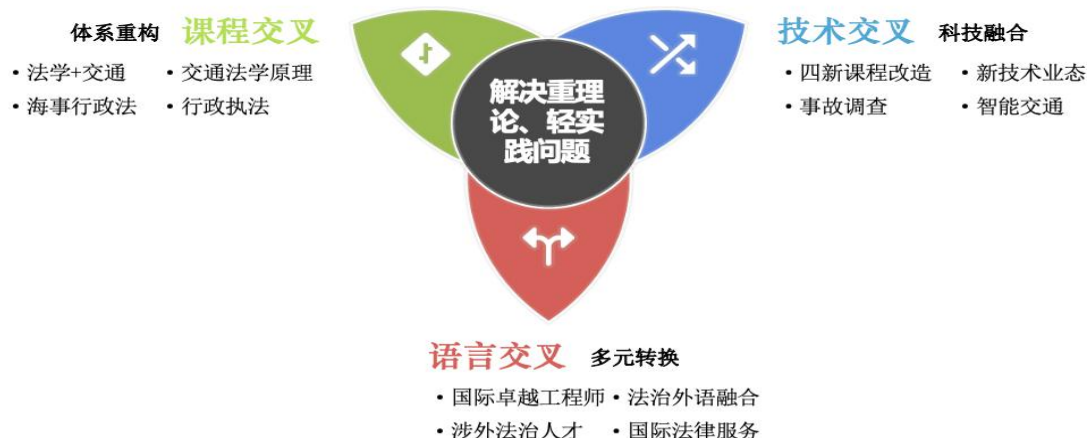 体系重构 课程交叉
• 法学+交通 • 交通法学原理
• 海事行政法 • 行政执法
解决重理
论、轻实
践问题
技术交叉 科技融合
• 四新课程改造 • 新技术业态
• 事故调查 • 智能交通
语言交叉 多元转换
• 国际卓越工程师 • 法治外语融合
• 涉外法治人才 • 国际法律服务